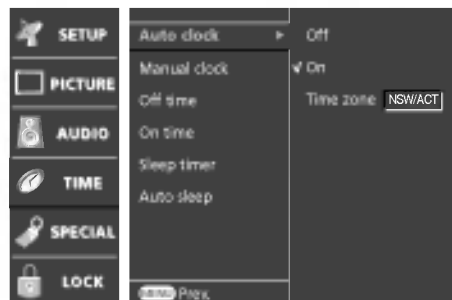 SETUP
PICTURE
AUDIO
TIME
SPECIAL
LOCK
Auto clock
Manual clock
Off time
On time
Sleep timer
Auto sleep
MENU Prev.
Off
On
Time zone NSW/ACT